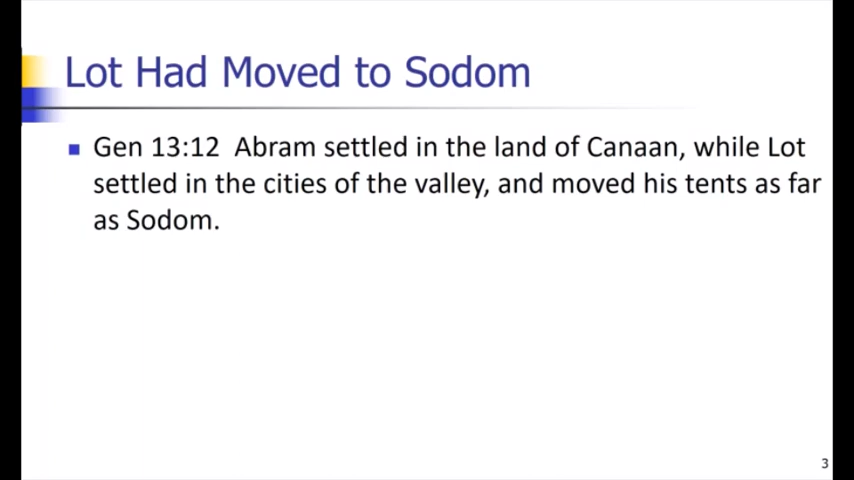 Lot Had Moved to Sodom
Gen 13:12  Abram settled in the land of Canaan, while Lot
settled in the cities of the valley, and moved his tents as far
as Sodom.
3